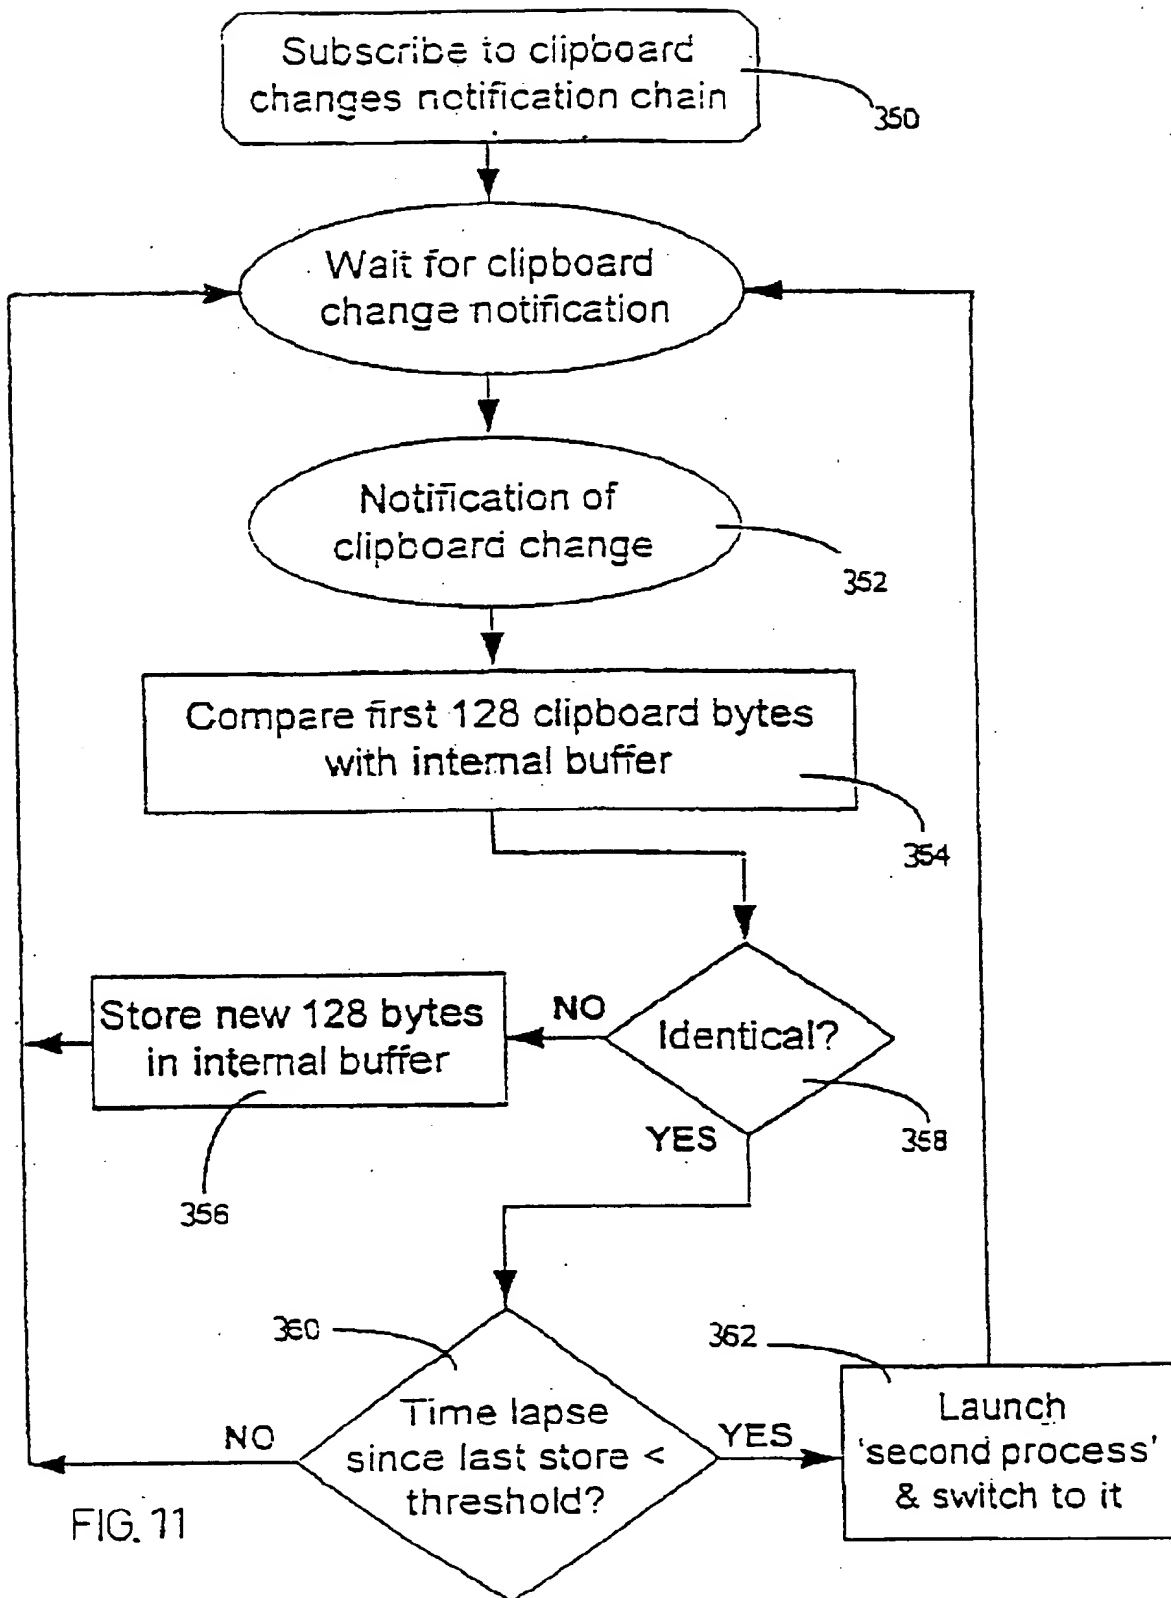 Subscribe to clipboard
changes notification chain
350
Wait for clipboard
change notification
Notification of
clipboard change
352
Compare first 128 clipboard bytes
with internal buffer
354
Store new 128 bytes
in internal buffer
NO
Identical?
YES
358
356
360
362
Time lapse
since last store <
threshold?
NO
YES
Launch
'second process'
& switch to it
FIG. 11